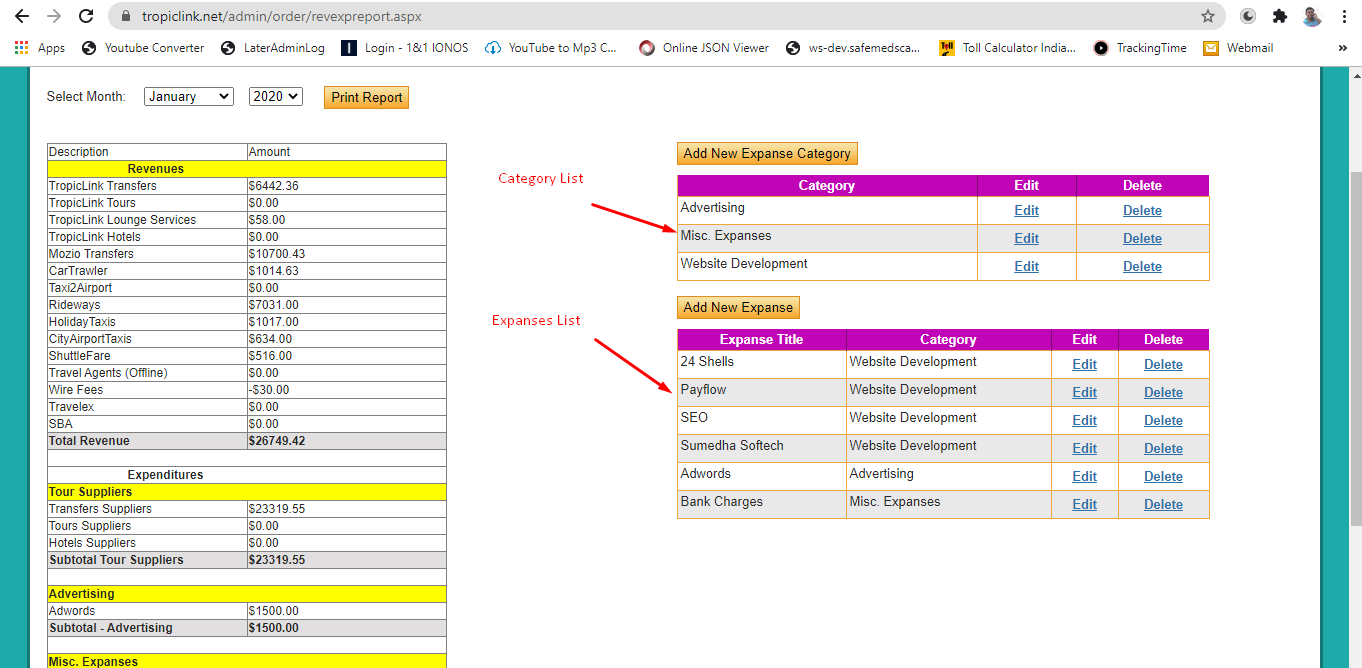 tropiclink.net/admin/order/revexpreport.aspx
Apps Youtube Converter LaterAdminLog Login - 1&1 IONOS YouTube to Mp3 C... Online JSON Viewer ws-dev.safemedsca... Toll Calculator India... TrackingTime Webmail »
Select Month: January 2020 Print Report
Description Amount
Revenues
TropicLink Transfers $6442.36
TropicLink Tours $0.00
TropicLink Lounge Services $58.00
TropicLink Hotels $0.00
Mozio Transfers $10700.43
CarTrawler $1014.63
Taxi2Airport $0.00
Rideways $7031.00
HolidayTaxis $1017.00
CityAirportTaxis $634.00
ShuttleFare $516.00
Travel Agents (Offline) $0.00
Wire Fees -$30.00
Travelex $0.00
SBA $0.00
Total Revenue $26749.42
Expenditures
Tour Suppliers
Transfers Suppliers $23319.55
Tours Suppliers $0.00
Hotels Suppliers $0.00
Subtotal Tour Suppliers $23319.55
Advertising
Adwords $1500.00
Subtotal - Advertising $1500.00
Misc. Expanses
Category List
Expanses List
Add New Expanse Category
Category Edit Delete
Advertising Edit Delete
Misc. Expanses Edit Delete
Website Development Edit Delete
Add New Expanse
Expanse Title Category Edit Delete
24 Shells Website Development Edit Delete
Payflow Website Development Edit Delete
SEO Website Development Edit Delete
Sumedha Softech Website Development Edit Delete
Adwords Advertising Edit Delete
Bank Charges Misc. Expanses Edit Delete